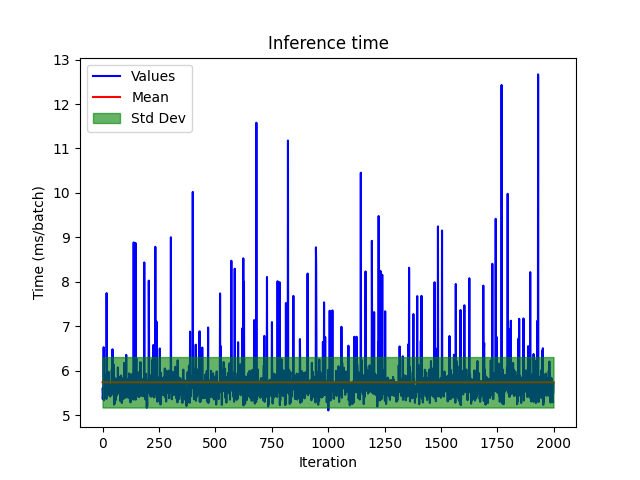 Inference time
Values
Mean
Std Dev
Time (ms/batch)
13
12
11
10
9
8
7
6
5
0 250 500 750 1000 1250 1500 1750 2000
Iteration